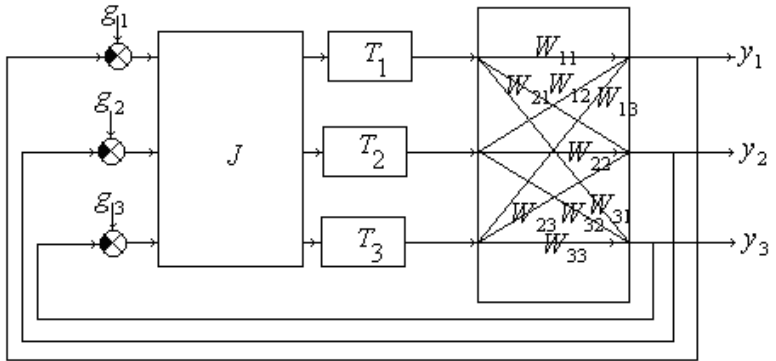 g₁
T₁
W₁₁
y₁
W₂₁
W₁₂
W₁₃
g₂
J
T₂
W₂₂
y₂
g₃
T₃
W₂₃
W₃₂
W₃₁
W₃₃
y₃